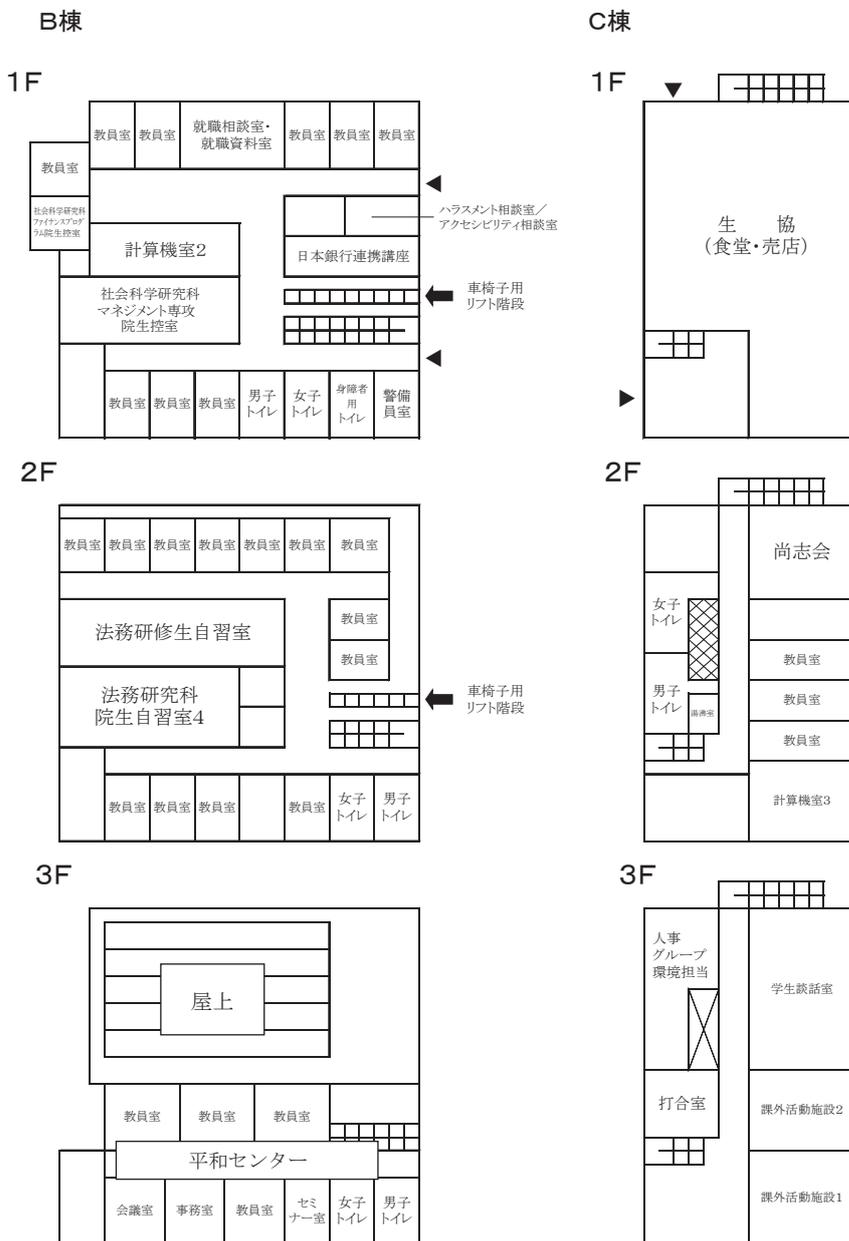 B棟
C棟
1F
教員室
教員室
就職相談室・
就職資料室
教員室
教員室
教員室
教員室
社会科学研究科
ファイナンスプログ
ラム院生控室
計算機室2
ハラスメント相談室/
アクセシビリティ相談室
日本銀行連携講座
社会科学研究科
マネジメント専攻
院生控室
車椅子用
リフト階段
教員室
教員室
教員室
男子
トイレ
女子
トイレ
身障者
用
トイレ
警備
員室
1F
生 協
(食堂・売店)
2F
教員室
教員室
教員室
教員室
教員室
教員室
教員室
法務研修生自習室
教員室
教員室
法務研究科
院生自習室4
車椅子用
リフト階段
教員室
教員室
教員室
教員室
女子
トイレ
男子
トイレ
2F
尚志会
女子
トイレ
教員室
男子
トイレ
湯沸室
教員室
教員室
計算機室3
3F
屋上
教員室
教員室
教員室
平和センター
会議室
事務室
教員室
セミ
ナー室
女子
トイレ
男子
トイレ
3F
人事
グループ
環境担当
学生談話室
打合室
課外活動施設2
課外活動施設1